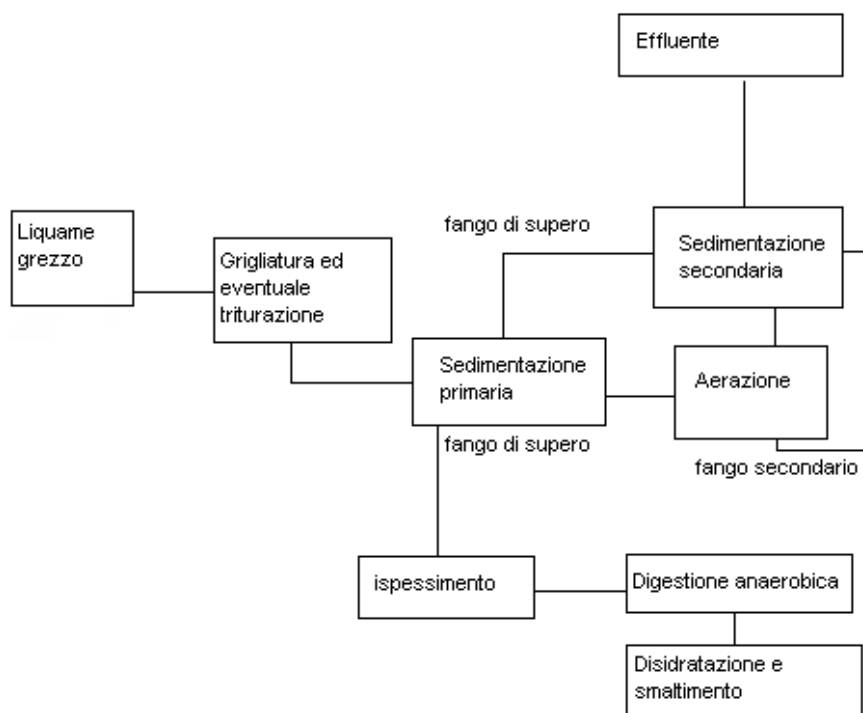 Effluente
Liquame
grezzo
Grigliatura ed
eventuale
triturazione
fango di supero
Sedimentazione
secondaria
Sedimentazione
primaria
Aerazione
fango di supero
fango secondario
ispessimento
Digestione anaerobica
Disidratazione e
smaltimento